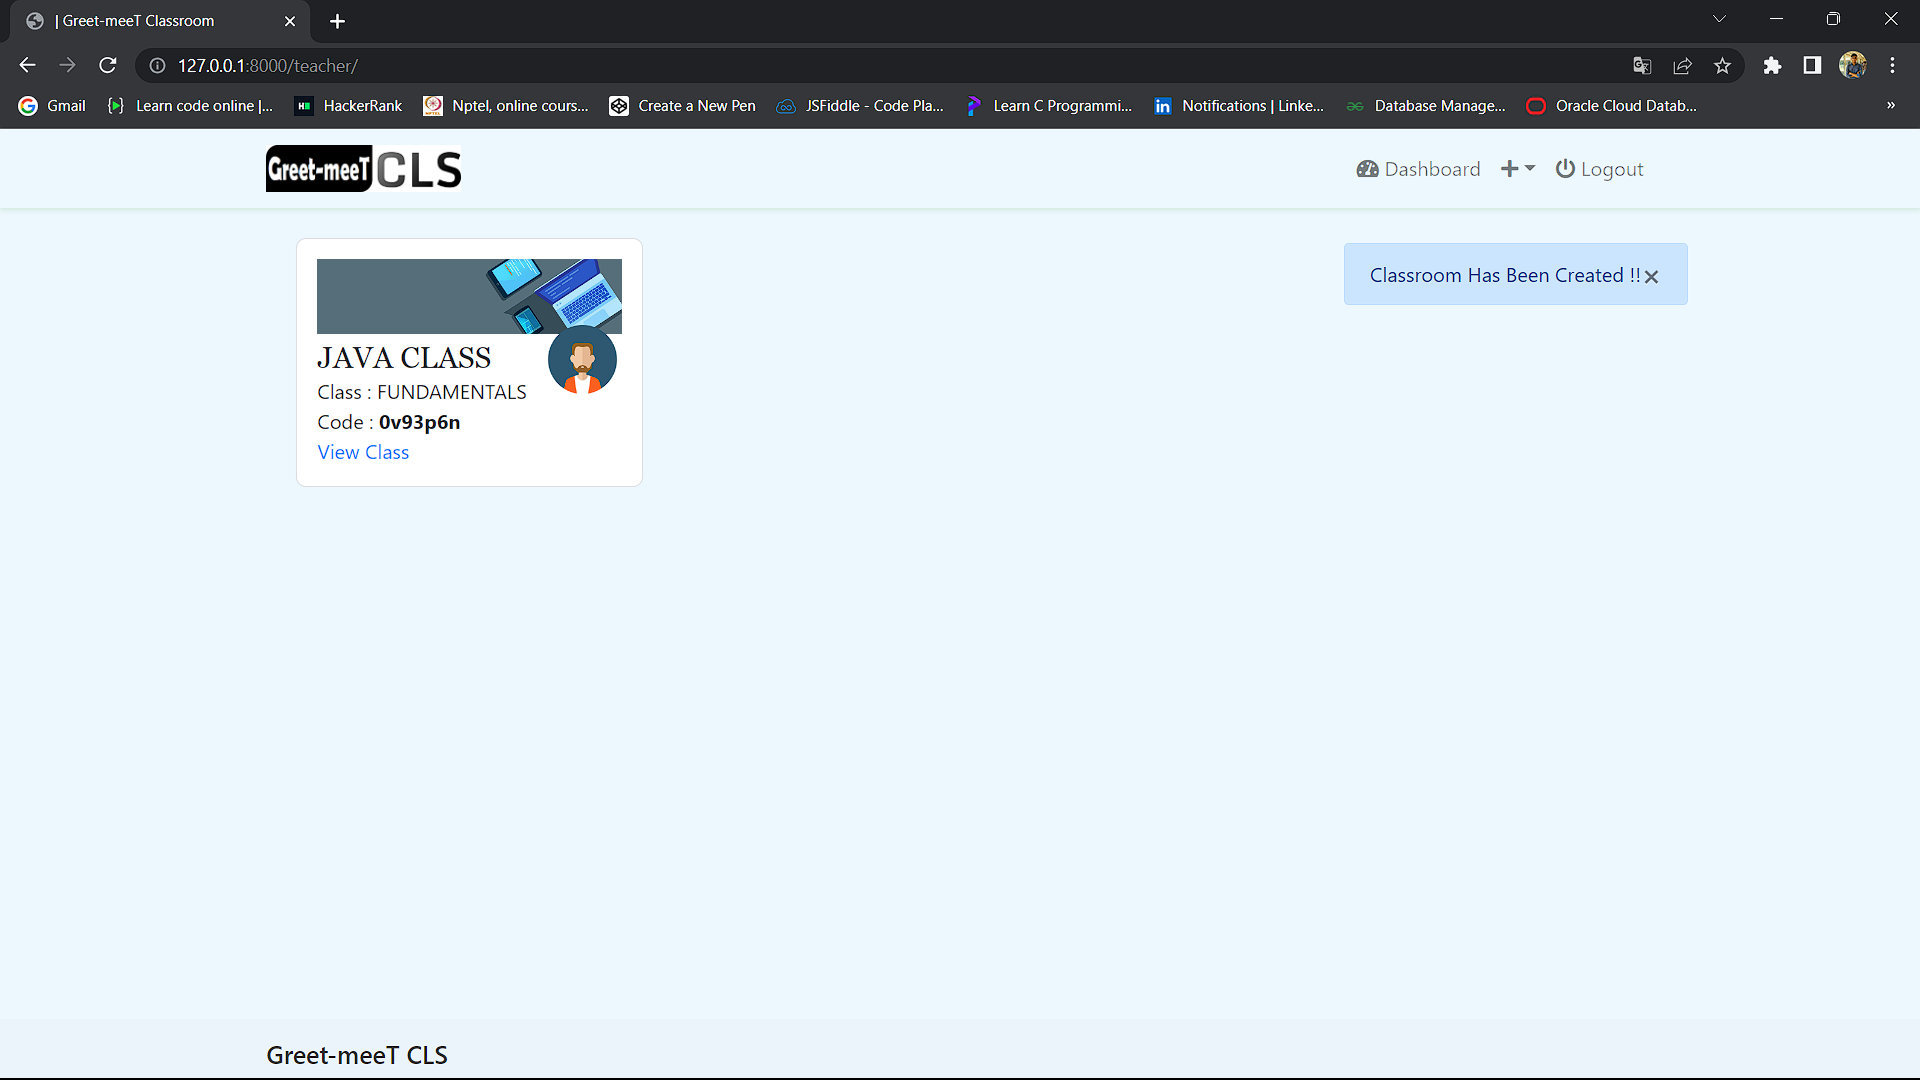 | Greet-meeT Classroom
127.0.0.1:8000/teacher/
Gmail
Learn code online |...
HackerRank
Nptel, online cours...
Create a New Pen
JSFiddle - Code Pla...
Learn C Programmi...
Notifications | Linke...
Database Manage...
Oracle Cloud Datab...
»
Greet-meeT CLS
Dashboard
Logout
JAVA CLASS
Class : FUNDAMENTALS
Code : 0v93p6n
View Class
Classroom Has Been Created !!
Greet-meeT CLS